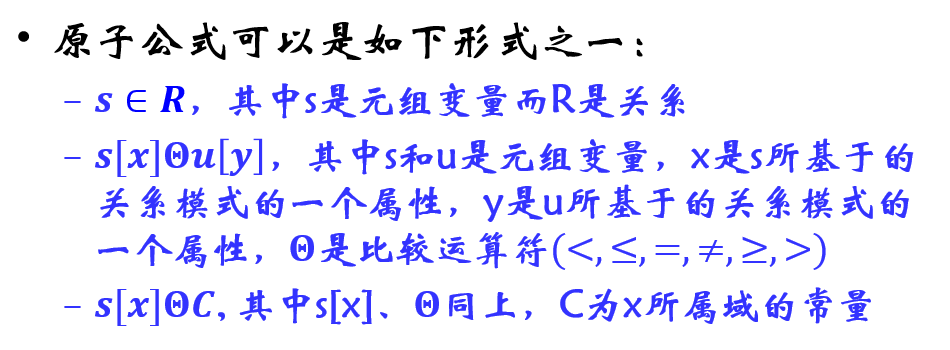 • 原子公式可以是如下形式之一：
– s ∈ R，其中s是元组变量而R是关系
– s[x]Θu[y]，其中s和u是元组变量，x是s所基于的
关系模式的一个属性，y是u所基于的关系模式的
一个属性，Θ是比较运算符(<,≤,=,≠,≥,>)
– s[x]ΘC,其中s[x]、Θ同上，C为x所属域的常量